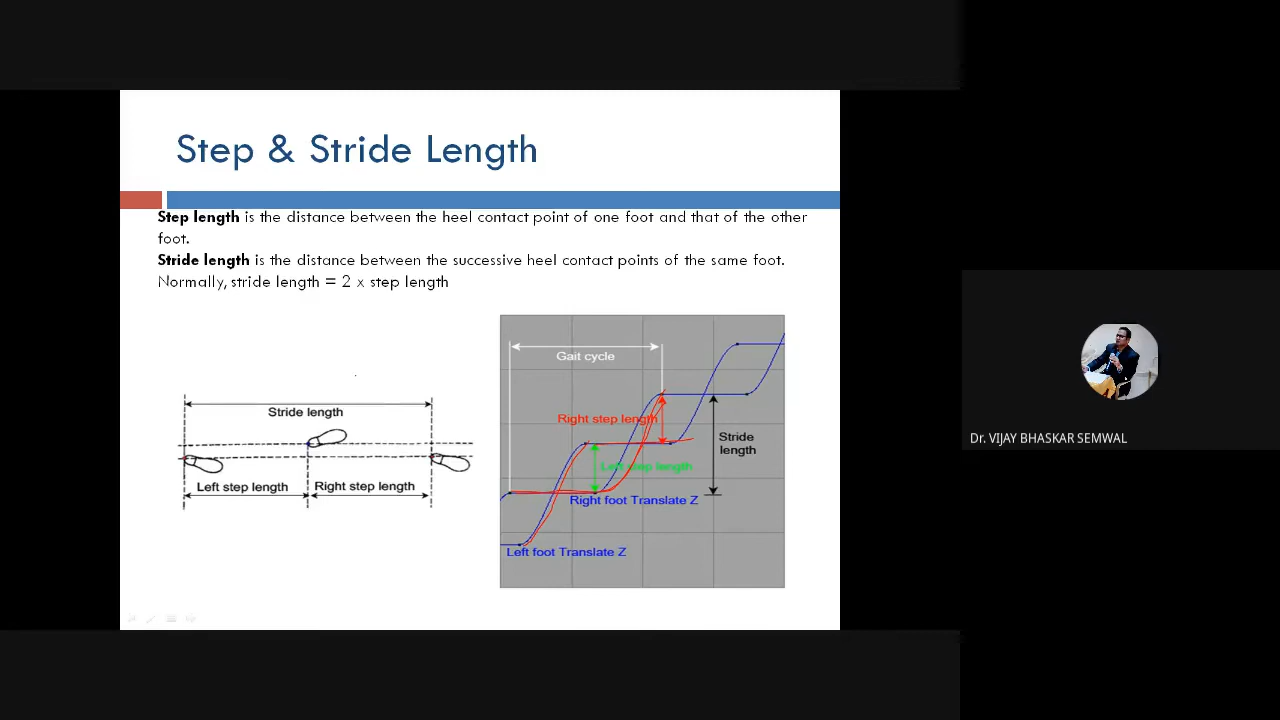 Step & Stride Length
Step length is the distance between the heel contact point of one foot and that of the other
foot.
Stride length is the distance between the successive heel contact points of the same foot.
Normally, stride length = 2 x step length
Stride length
Left step length
Right step length
Gait cycle
Right step length
Stride
length
Left step length
Right foot Translate Z
Left foot Translate Z
Dr. VIJAY BHASKAR SEMWAL